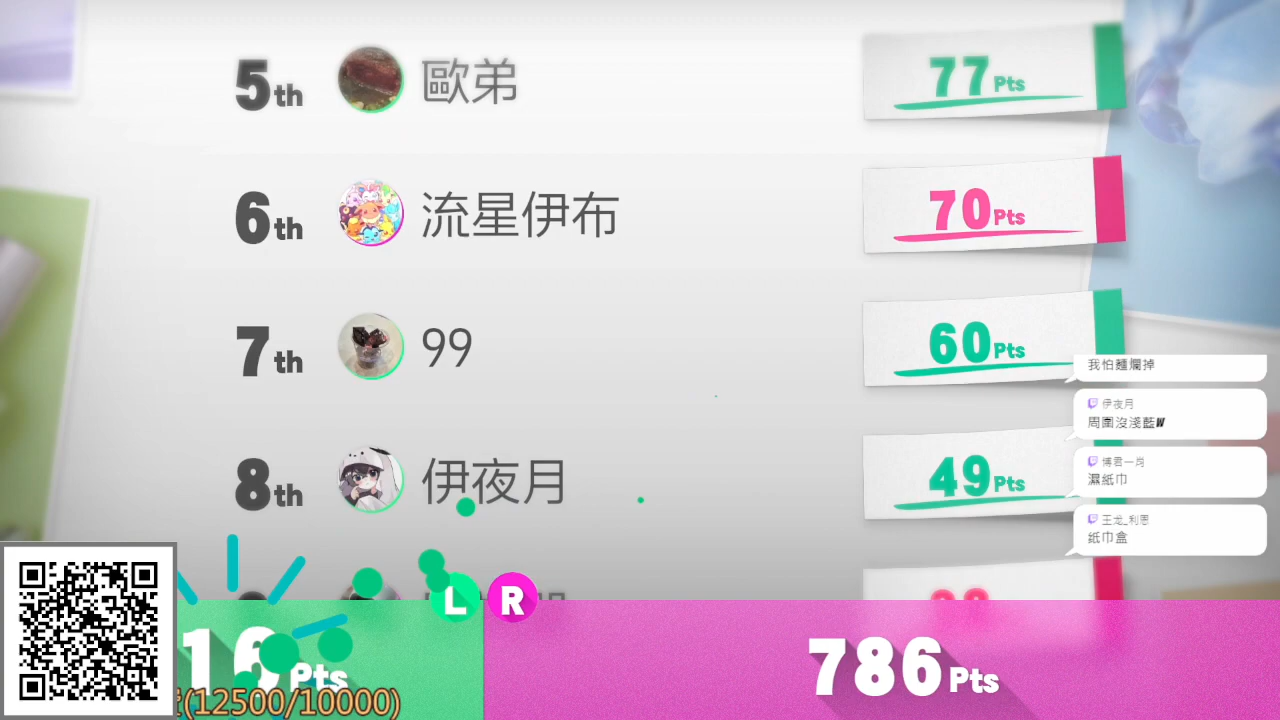 5th 歐弟 77Pts
6th 流星伊布 70Pts
7th 99 60Pts
8th 伊夜月 49Pts
我怕麵爛掉
伊夜月
周圍沒淺藍W
博君一肖
濕紙巾
王龙_利恩
紙巾盒
L R
16Pts
786Pts
(12500/10000)